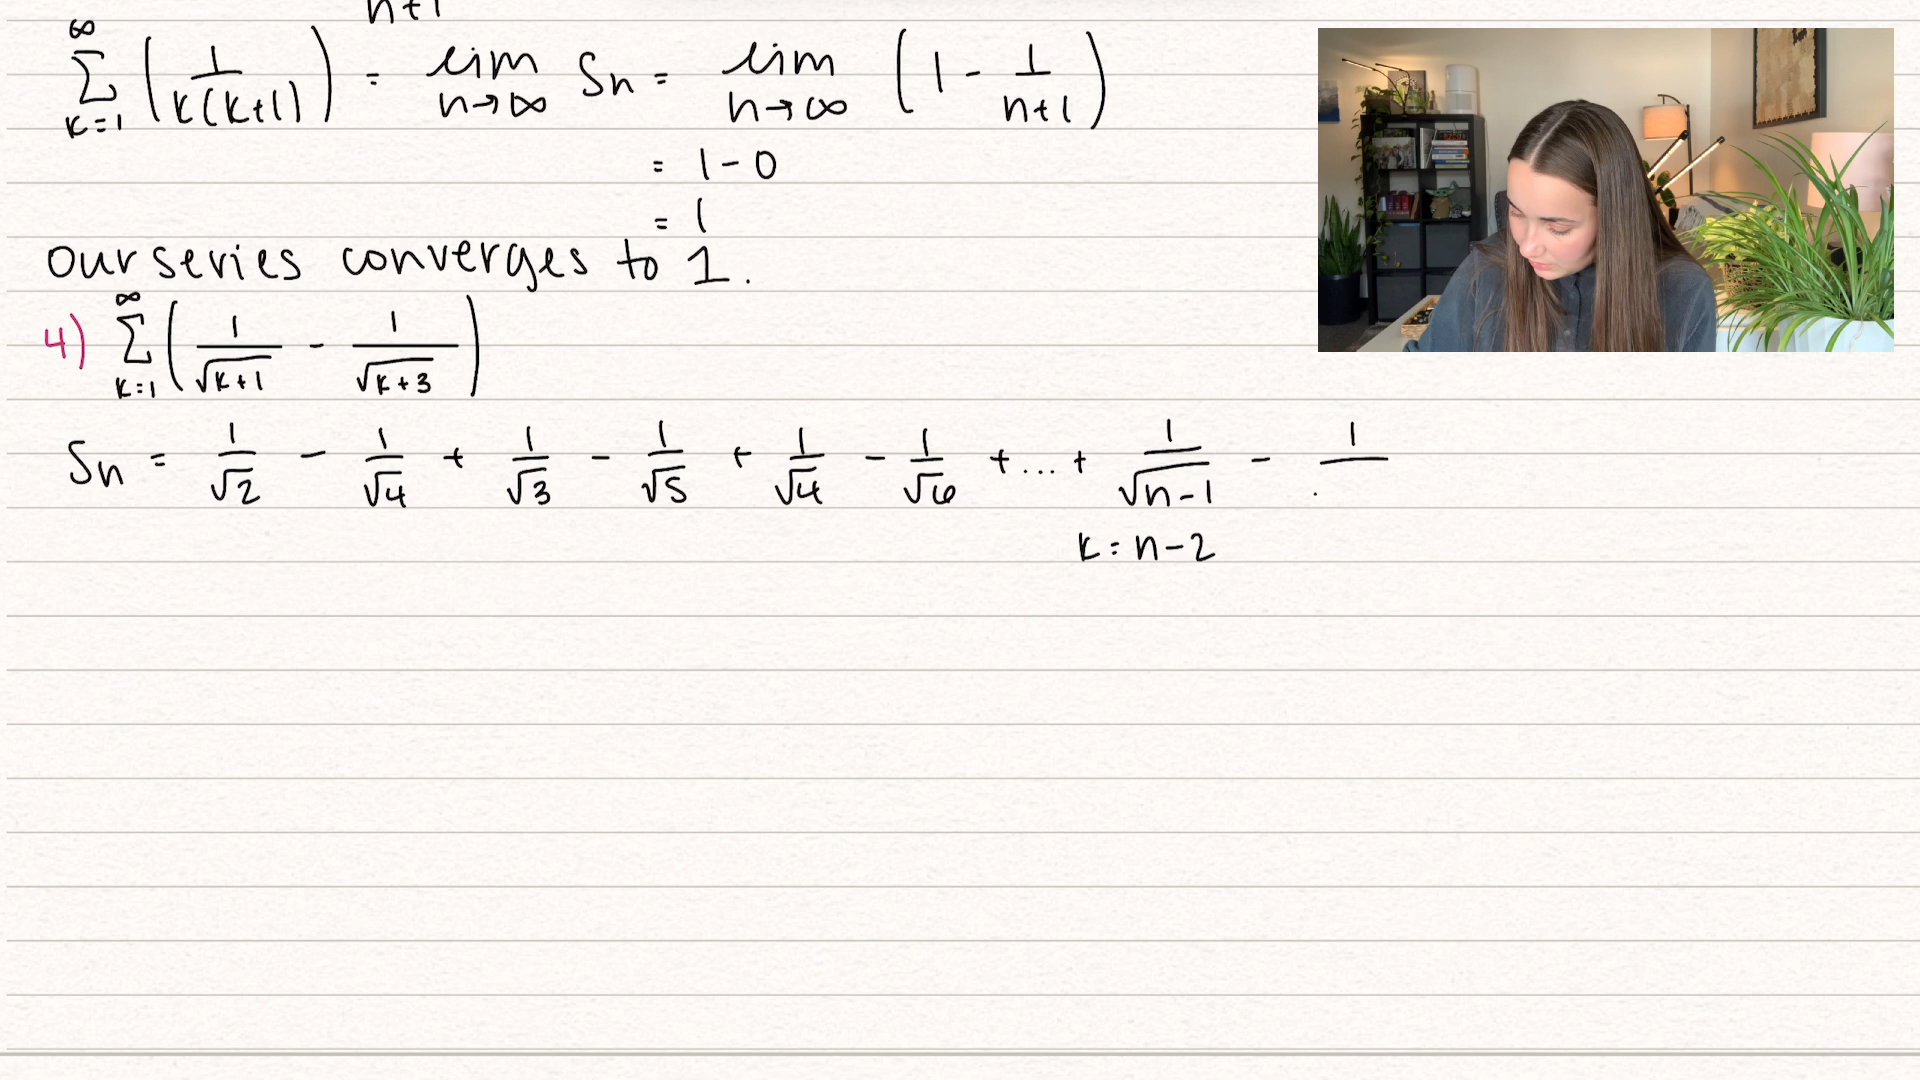 n+1
∞
∑ (1/(k(k+1))) = lim Sn = lim (1 - 1/(n+1))
k=1 n→∞ n→∞
= 1 - 0
= 1
our series converges to 1.
4) ∞ ∑ k=1 (1/√(k+1) - 1/√(k+3))
Sn = 1/√2 - 1/√4 + 1/√3 - 1/√5 + 1/√4 - 1/√6 + ... + 1/√(n-1) - 1/
k = n-2